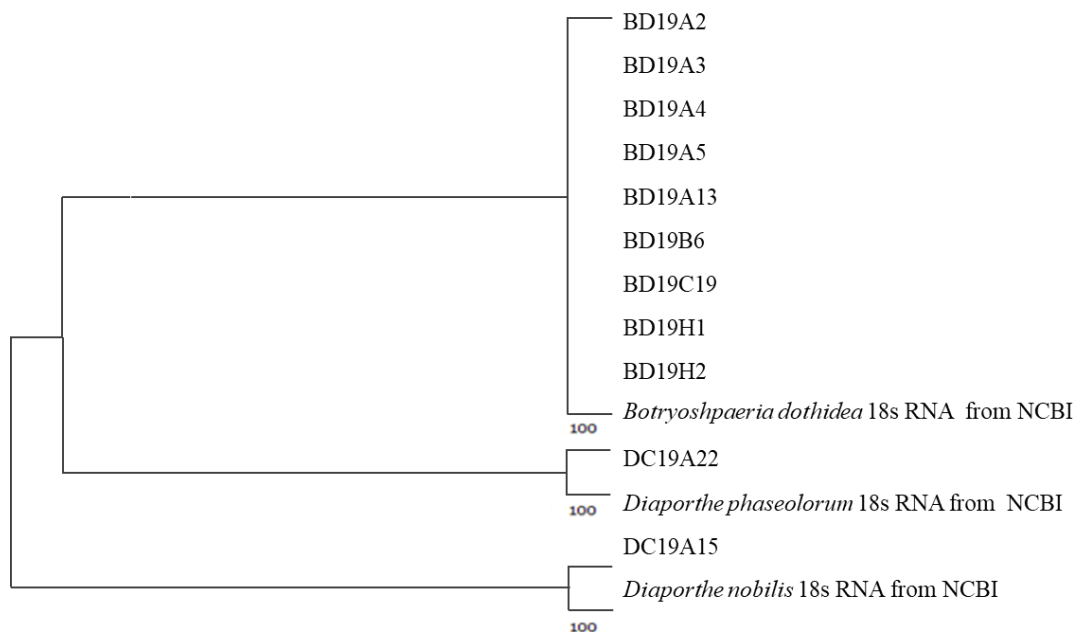 BD19A2
BD19A3
BD19A4
BD19A5
BD19A13
BD19B6
BD19C19
BD19H1
BD19H2
Botryoshpaeria dothidea 18s RNA from NCBI
100
DC19A22
Diaporthe phaseolorum 18s RNA from NCBI
100
DC19A15
Diaporthe nobilis 18s RNA from NCBI
100